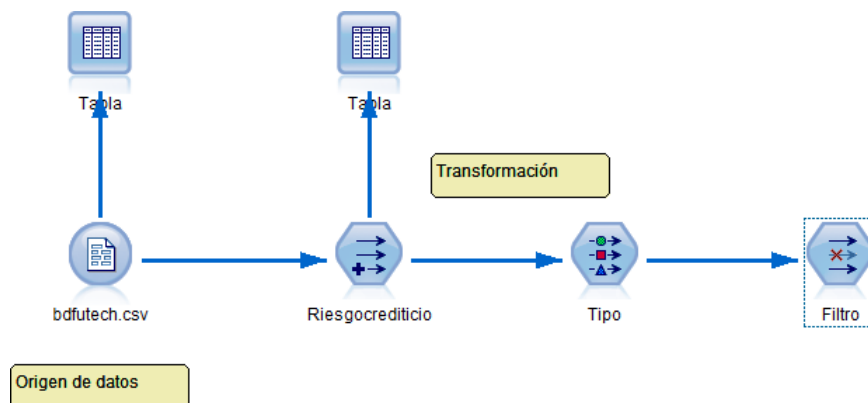 Tabla
Tabla
Transformación
bdfutech.csv
Riesgocrediticio
Tipo
Filtro
Origen de datos